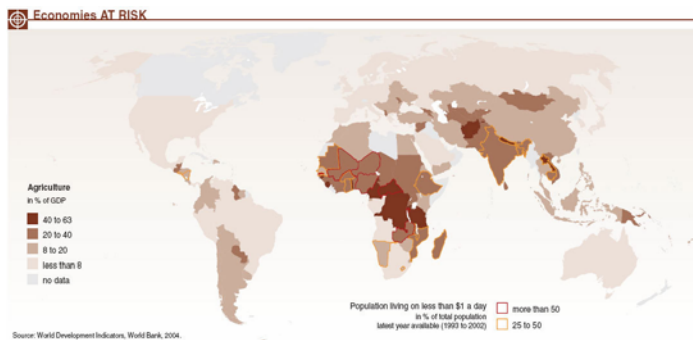 Economies AT RISK
Agriculture
in % of GDP
40 to 63
20 to 40
8 to 20
less than 8
no data
Population living on less than $1 a day
in % of total population
latest year available (1993 to 2002)
more than 50
25 to 50
Source: World Development Indicators, World Bank, 2004.